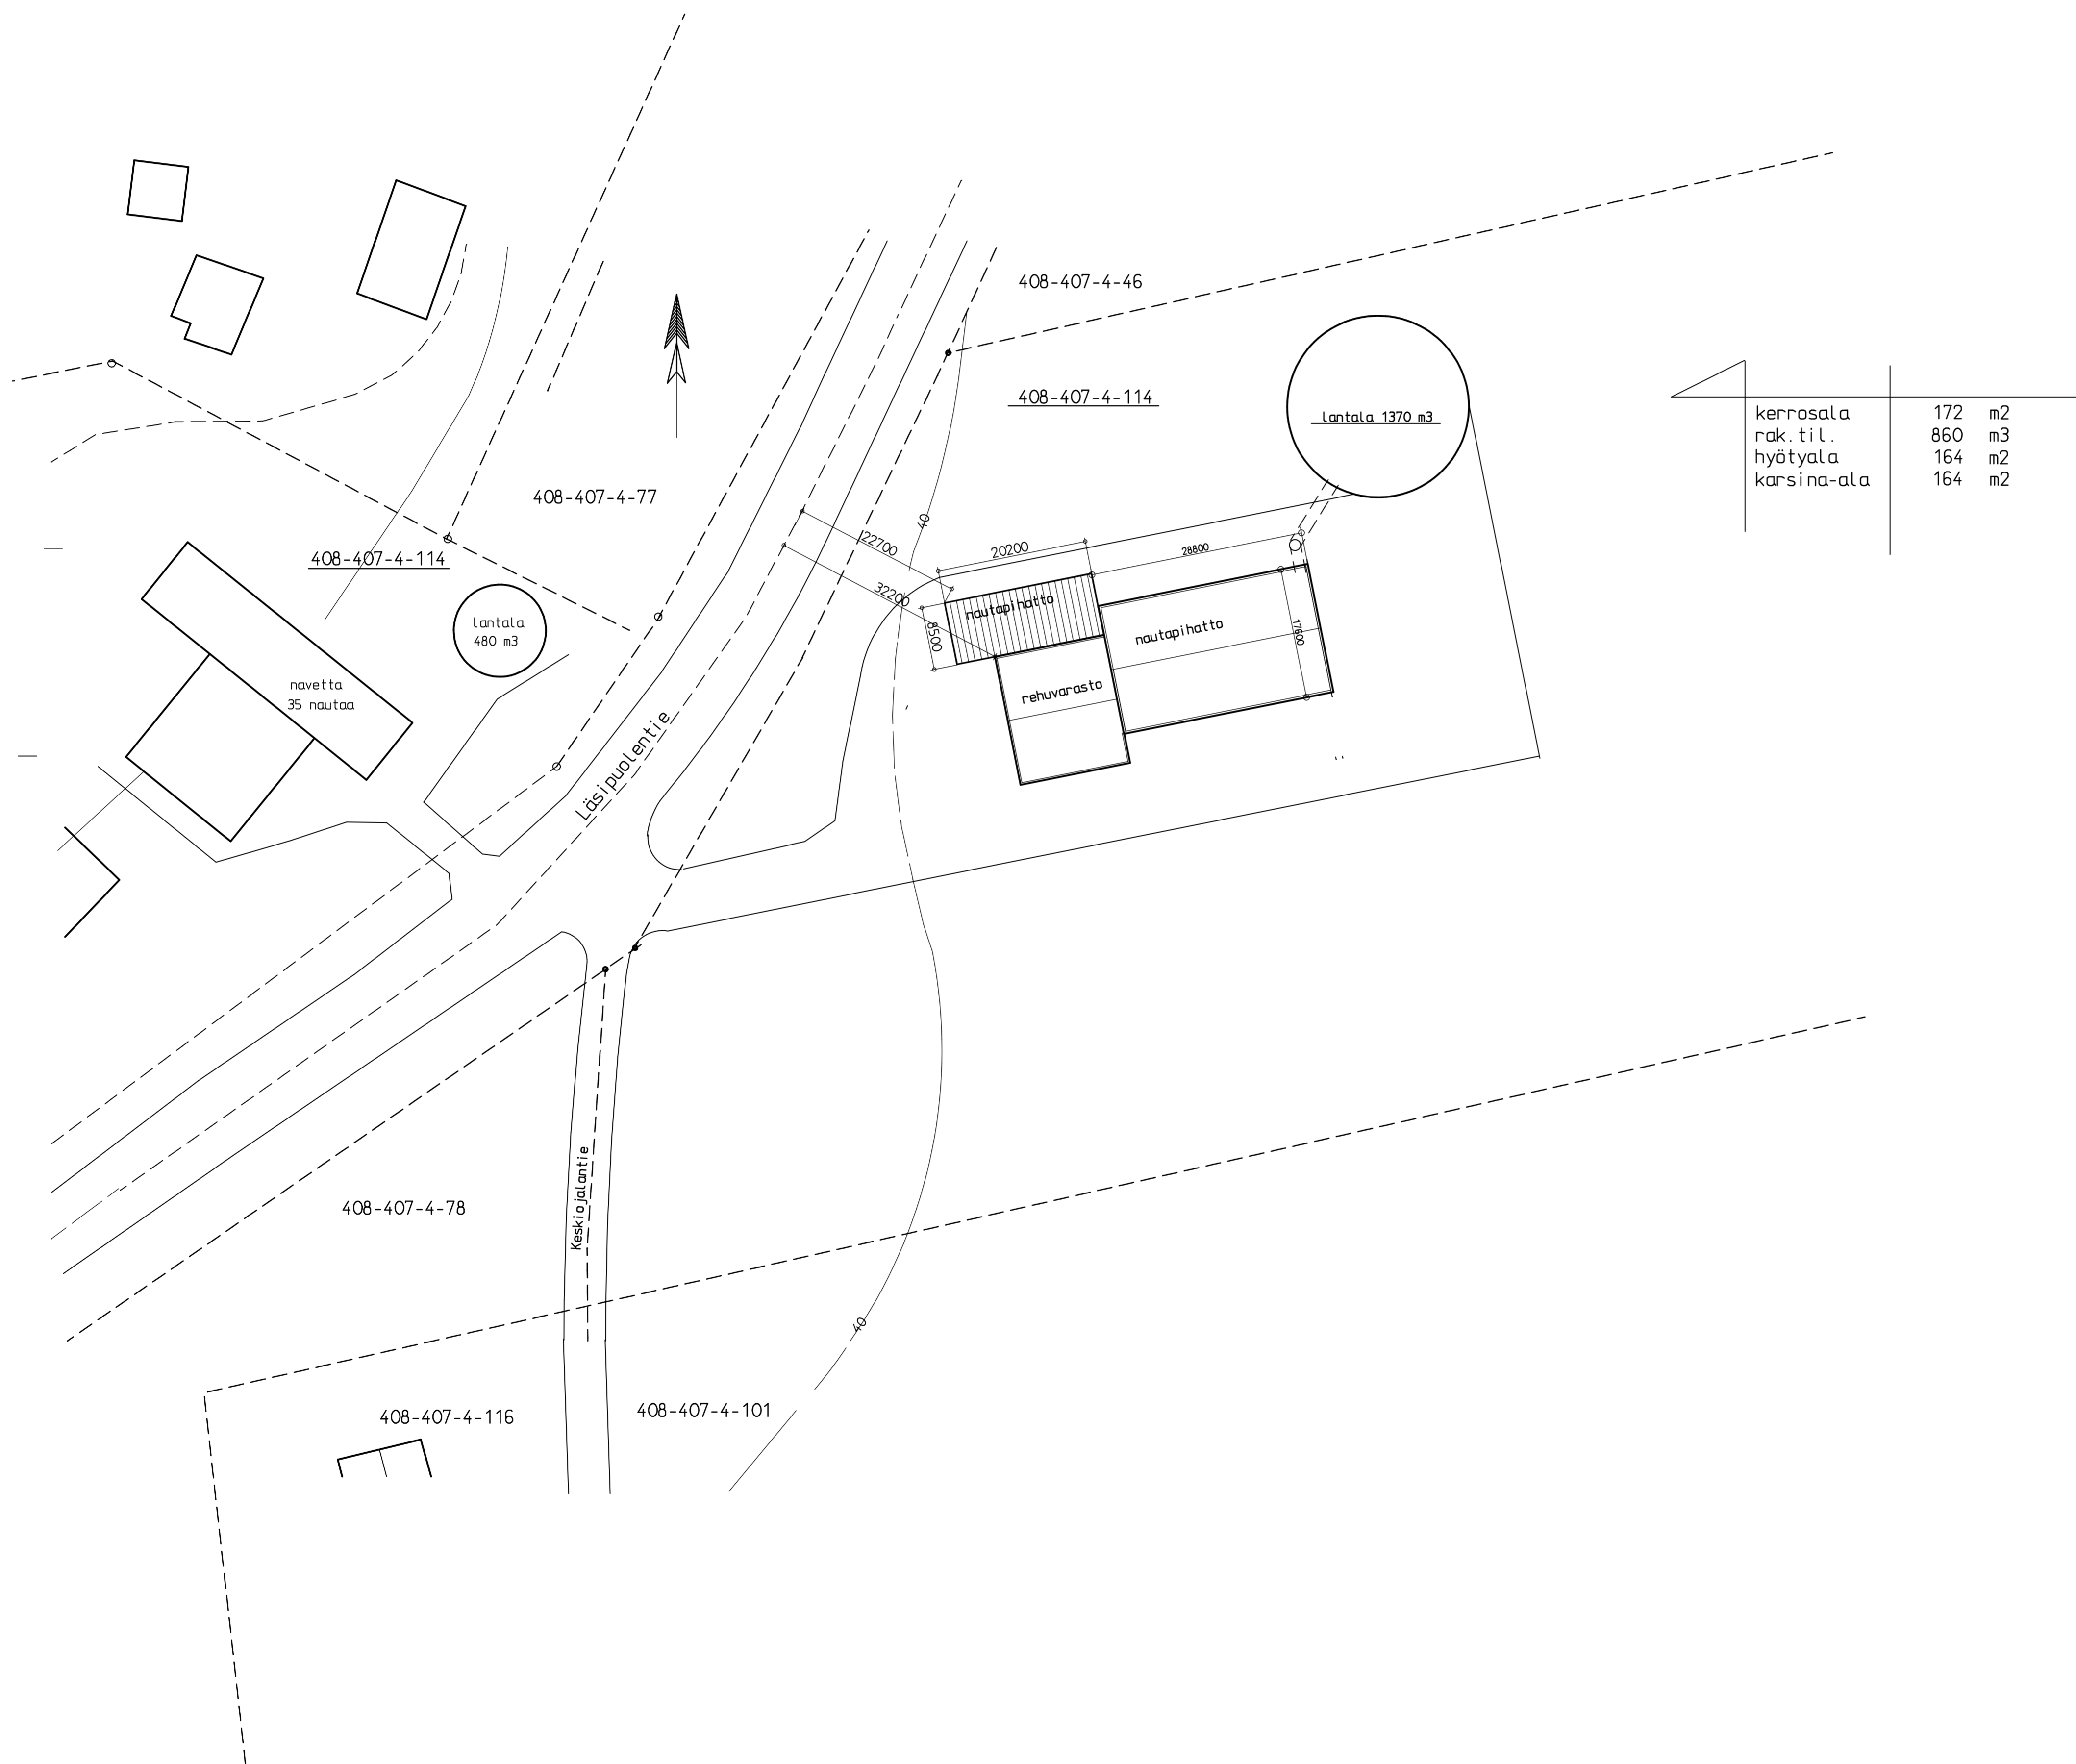 408-407-4-46
408-407-4-114
lantala 1370 m3
kerrosala 172 m2
rak.til. 860 m3
hyötyala 164 m2
karsina-ala 164 m2
408-407-4-77
408-407-4-114
40
22700
20200
28800
32200
nautapihatto
8500
nautapihatto
17600
lantala
480 m3
navetta
35 nautaa
rehuvarasto
Läsipuolentie
Keskiojalantie
408-407-4-78
40
408-407-4-116
408-407-4-101